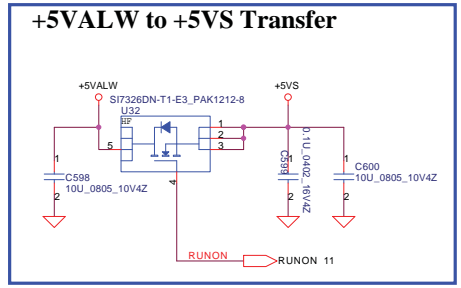 +5VALW to +5VS Transfer
+5VALW
+5VS
SI7326DN-T1-E3_PAK1212-8
U32
HF
1
2
3
5
4
1
C598
10U_0805_10V4Z
2
1
C599
0.1U_0402_16V4Z
2
1
C600
10U_0805_10V4Z
2
RUNON
RUNON 11